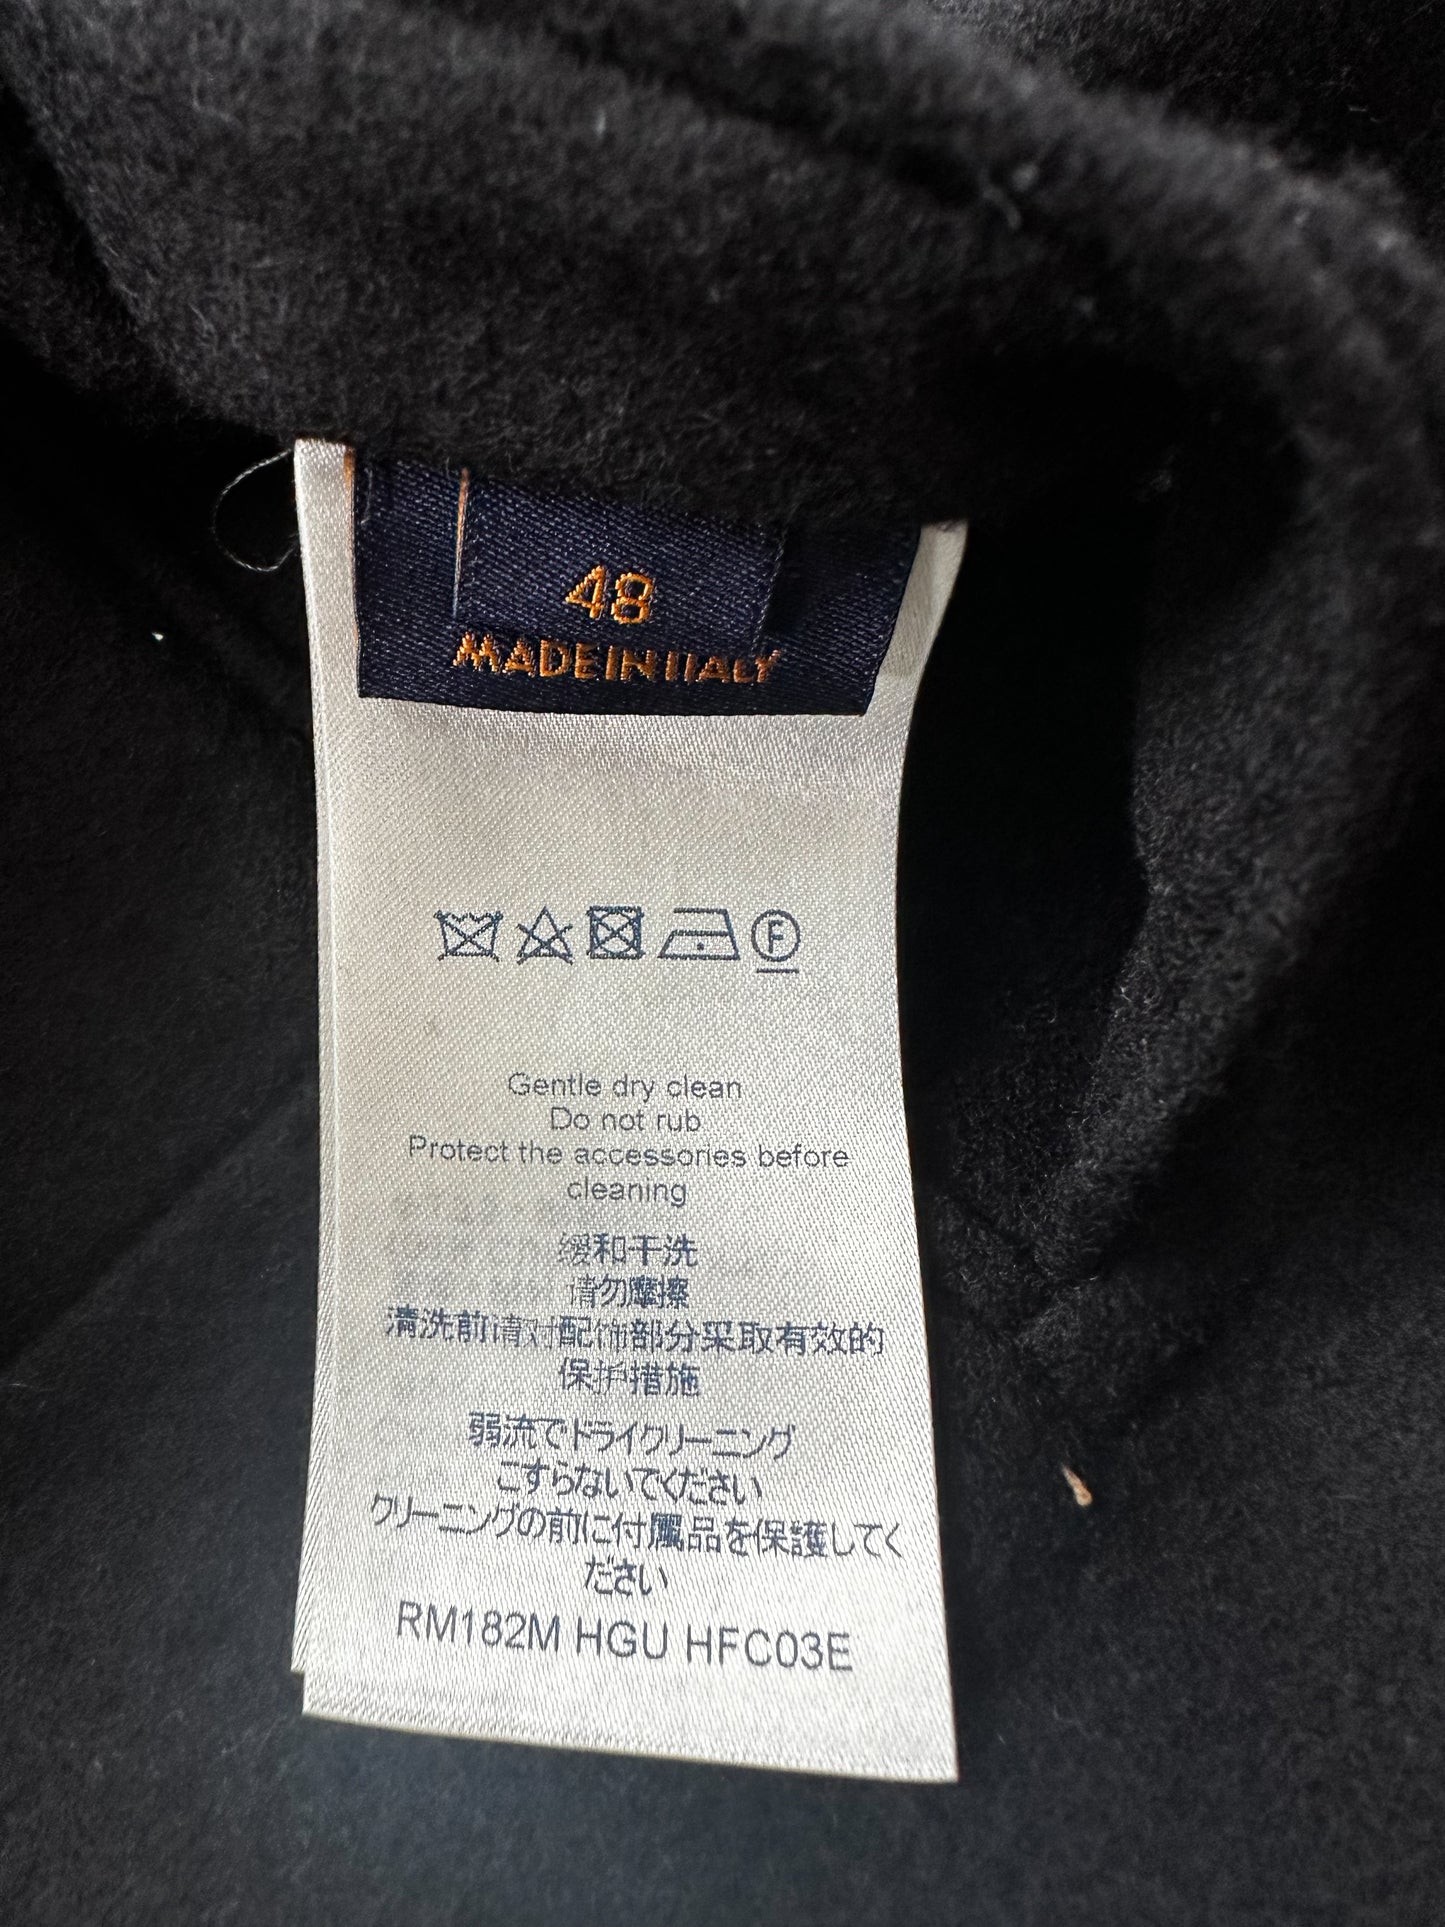 48
MADE IN ITALY
F
Gentle dry clean
Do not rub
Protect the accessories before
cleaning
缓和干洗
请勿摩擦
清洗前请对配饰部分采取有效的
保护措施
弱流でドライクリーニング
こすらないでください
クリーニングの前に付属品を保護してく
ださい
RM182M HGU HFC03E